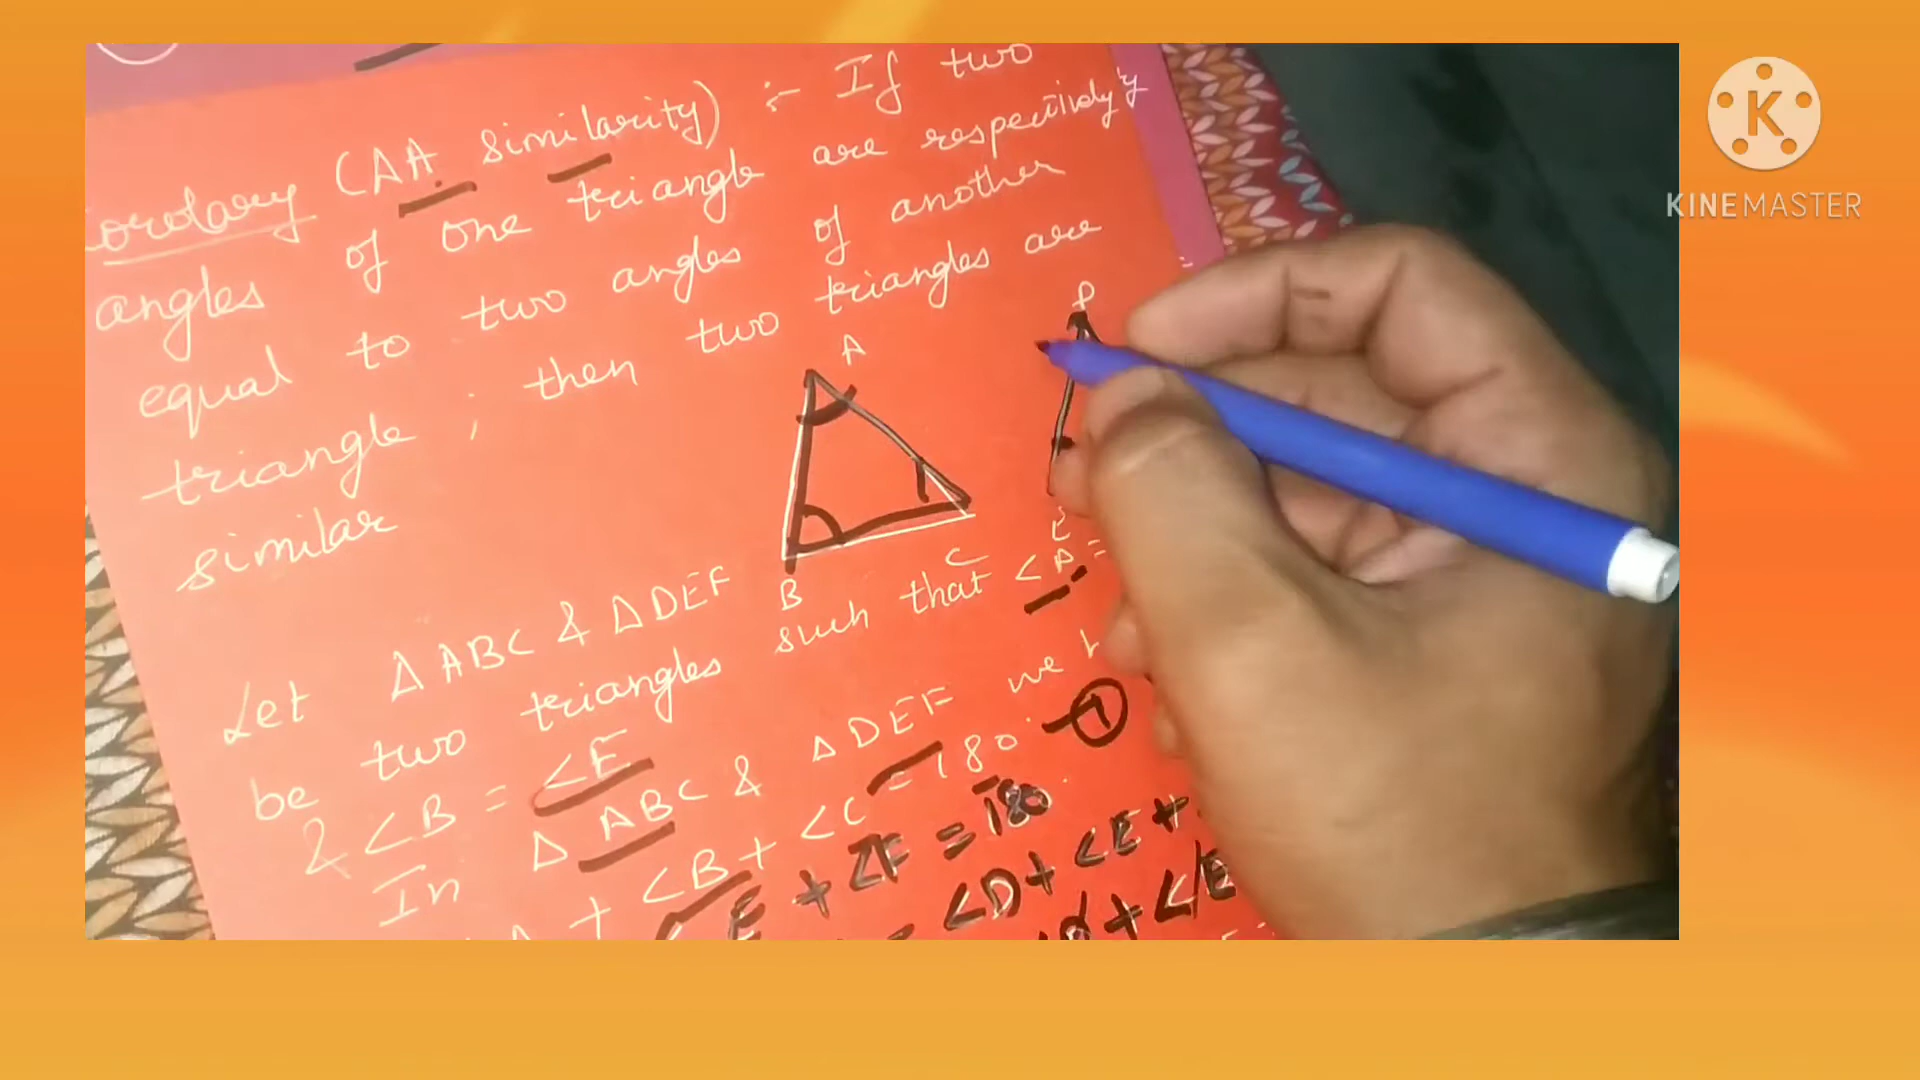 Corolary (AA similarity) :- If two
angles of one triangle are respectively
equal to two angles of another
triangle ; then two triangles are
similar
A
P
B
C
E
Let Δ ABC & Δ DEF
be two triangles such that ∠A =
& ∠B = ∠E
In Δ ABC & Δ DEF we
+ ∠B + ∠C = 180° 1
E + ∠F = 180°
= ∠D + ∠E +
+ ∠E
K
KINEMASTER